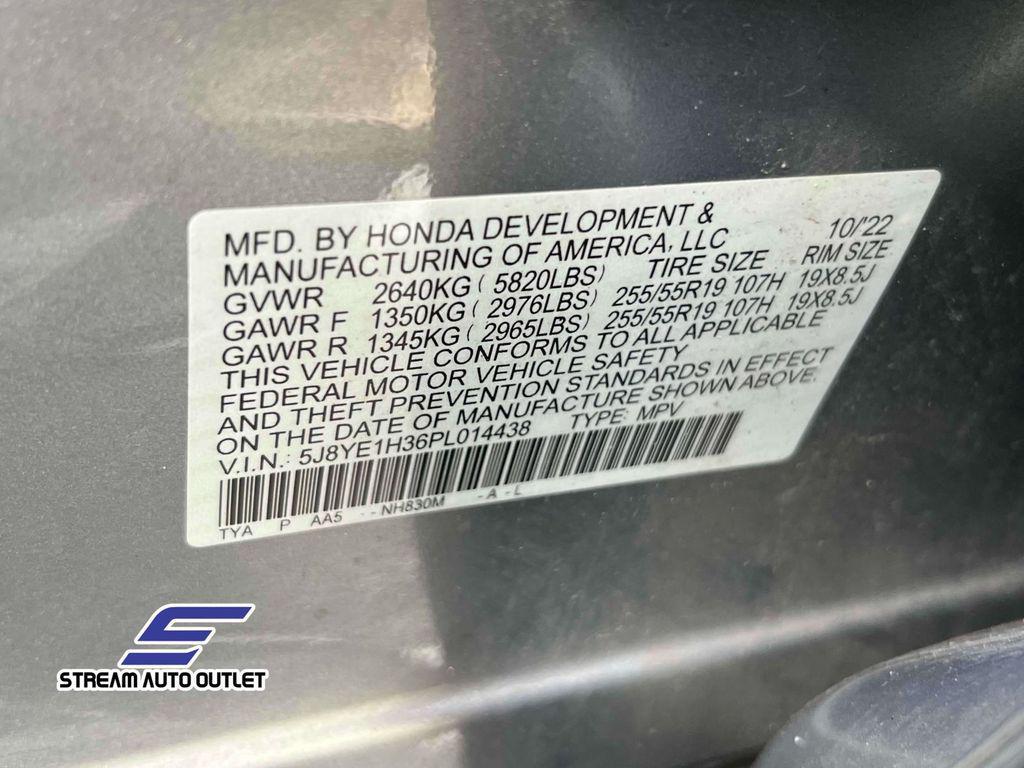 MFD. BY HONDA DEVELOPMENT &
MANUFACTURING OF AMERICA, LLC 10/'22
GVWR 2640KG ( 5820LBS) TIRE SIZE RIM SIZE
GAWR F 1350KG ( 2976LBS) 255/55R19 107H 19X8.5J
GAWR R 1345KG ( 2965LBS) 255/55R19 107H 19X8.5J
THIS VEHICLE CONFORMS TO ALL APPLICABLE
FEDERAL MOTOR VEHICLE SAFETY
AND THEFT PREVENTION STANDARDS IN EFFECT
ON THE DATE OF MANUFACTURE SHOWN ABOVE.
V.I.N.: 5J8YE1H36PL014438 TYPE: MPV
TYA P AA5 -- NH830M - A - L
STREAM AUTO OUTLET